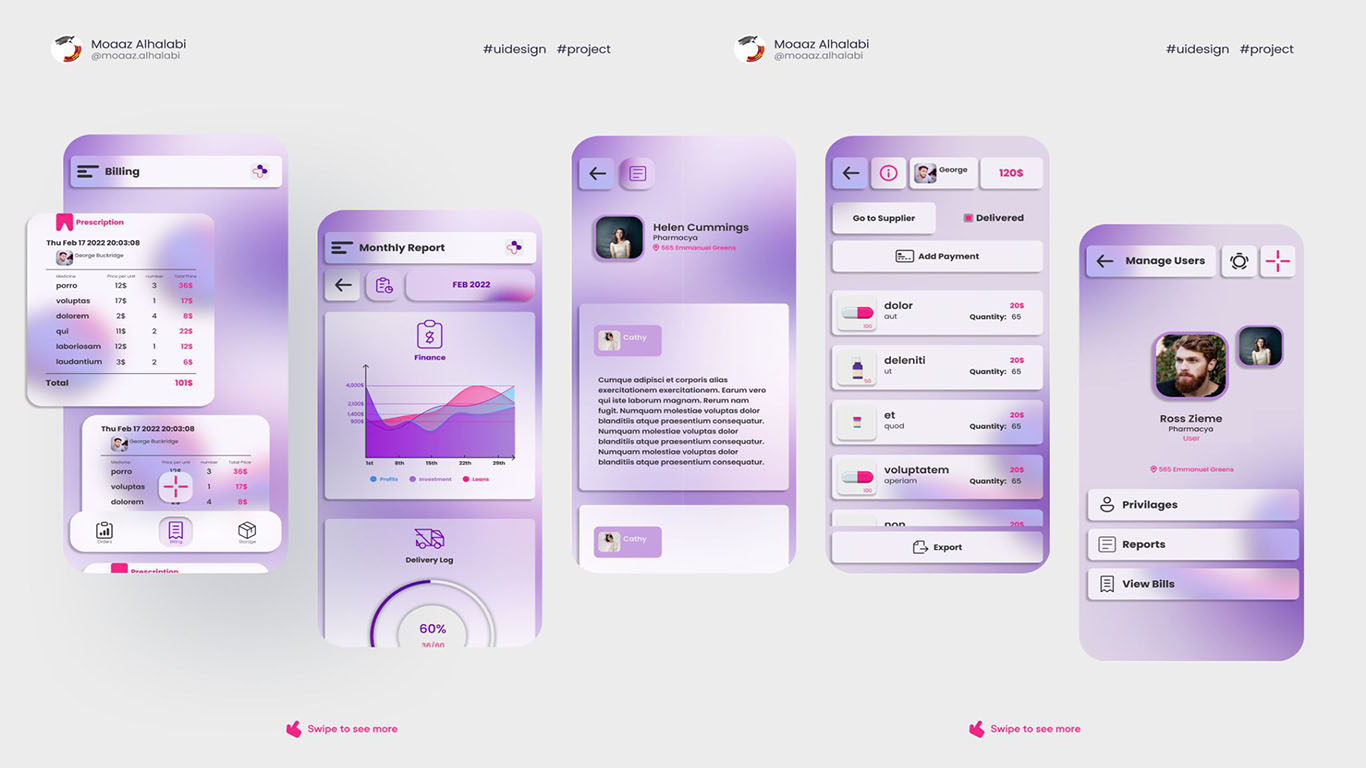 Moaaz Alhalabi
@moaaz.alhalabi
#uidesign #project
Moaaz Alhalabi
@moaaz.alhalabi
#uidesign #project
Billing
Prescription
Thu Feb 17 2022 20:03:08
George Buckridge
Medicine Price per unit number Total Price
porro 12$ 3 36$
voluptas 17$ 1 17$
dolorem 2$ 4 8$
qui 11$ 2 22$
laboriosam 12$ 1 12$
laudantium 3$ 2 6$
Total 101$
Thu Feb 17 2022 20:03:08
George Buckridge
Medicine Price per unit number Total Price
porro 12$ 3 36$
voluptas 1 17$
dolorem 4 8$
Orders Billig Storage
Prescription
Monthly Report
FEB 2022
Finance
4,000$
2,100$
1,400$
900$
1st 8th 15th 22th 29th
Profits Investment Loans
Delivery Log
60%
36/60
Helen Cummings
Pharmacya
565 Emmanuel Greens
Cathy
Cumque adipisci et corporis alias
exercitationem exercitationem. Earum vero
qui iste laborum magnam. Rerum nam
fugit. Numquam molestiae voluptas dolor
blanditiis atque praesentium consequatur.
Numquam molestiae voluptas dolor
blanditiis atque praesentium consequatur.
Numquam molestiae voluptas dolor
blanditiis atque praesentium consequatur.
Cathy
George
120$
Go to Supplier
Delivered
Add Payment
dolor 20$
aut Quantity: 65
100
deleniti 20$
ut Quantity: 65
50
et 20$
quod Quantity: 65
voluptatem 20$
aperiam Quantity: 65
100
non 20$
Export
Manage Users
Ross Zieme
Pharmacya
User
565 Emmanuel Greens
Privilages
Reports
View Bills
Swipe to see more
Swipe to see more